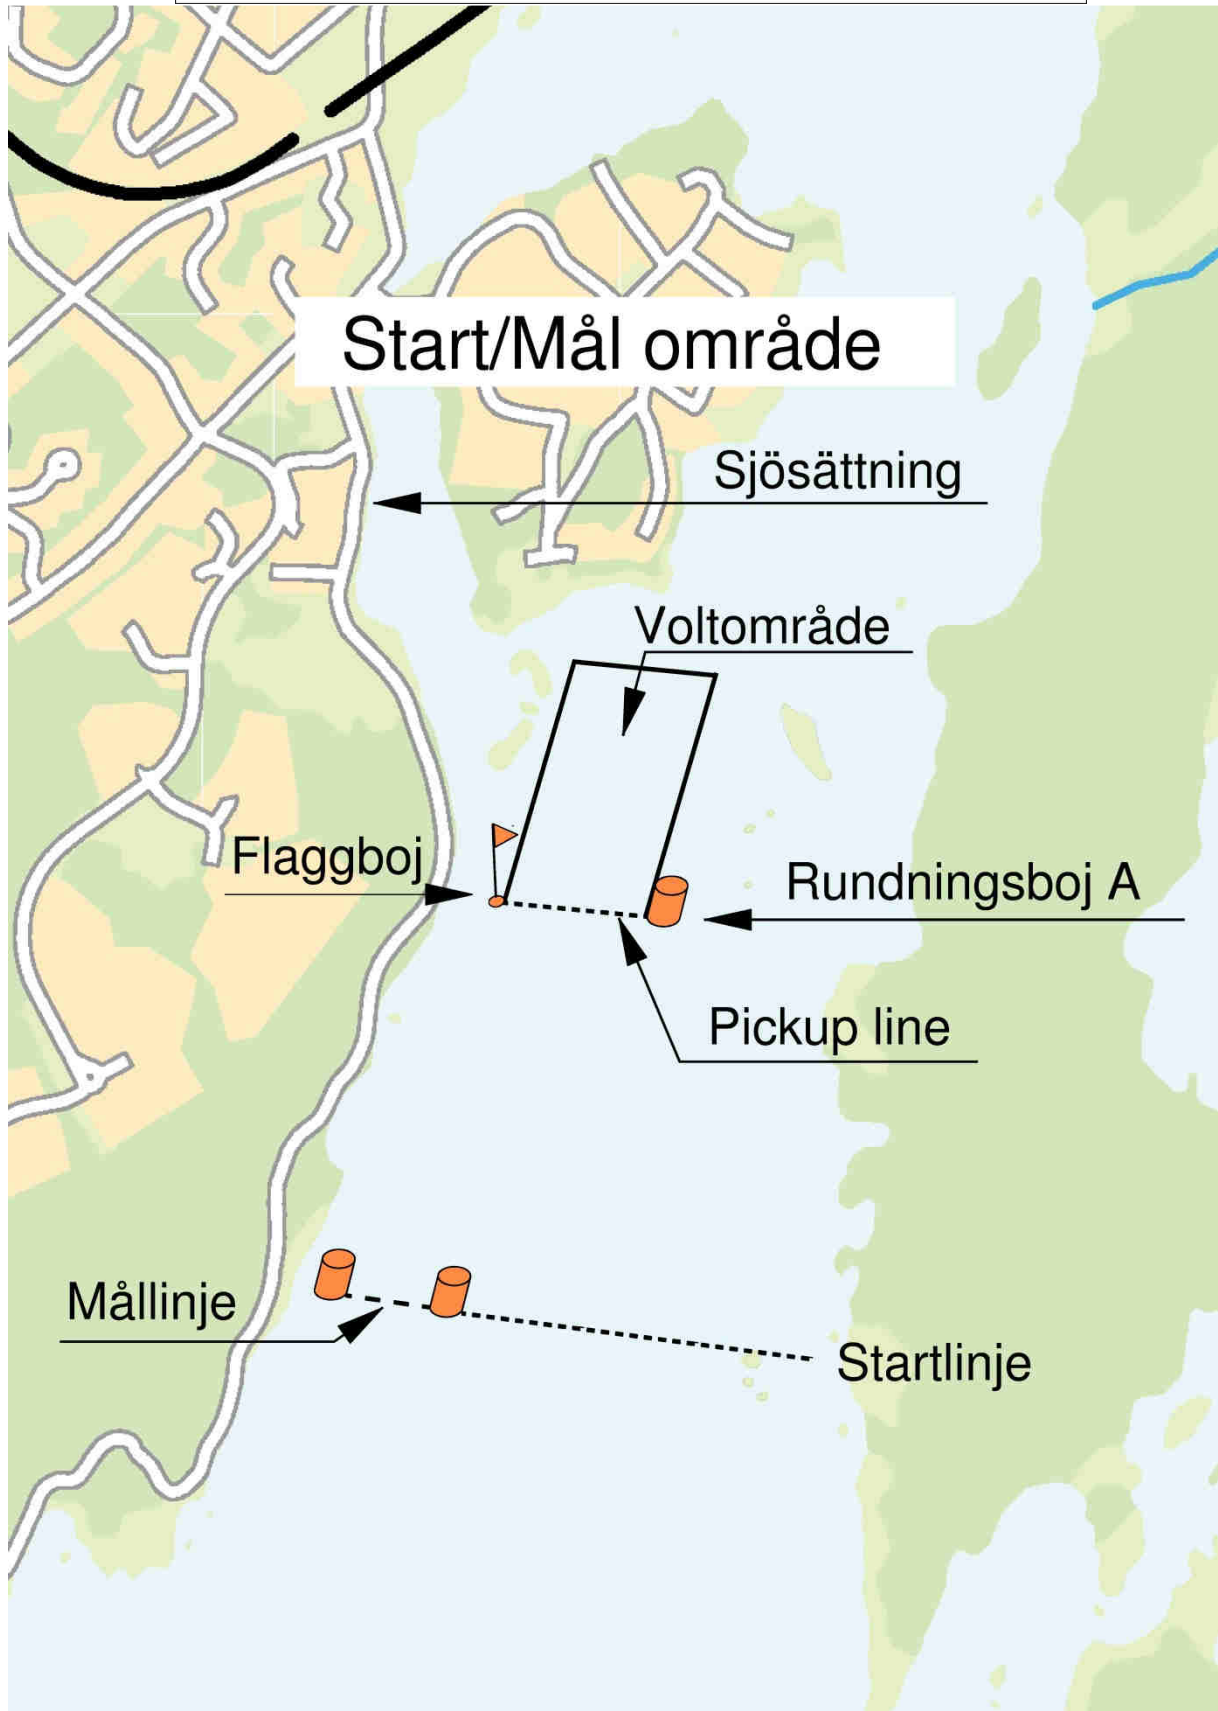 Start/Mål område
Sjösättning
Voltområde
Flaggboj
Rundningsboj A
Pickup line
Mållinje
Startlinje